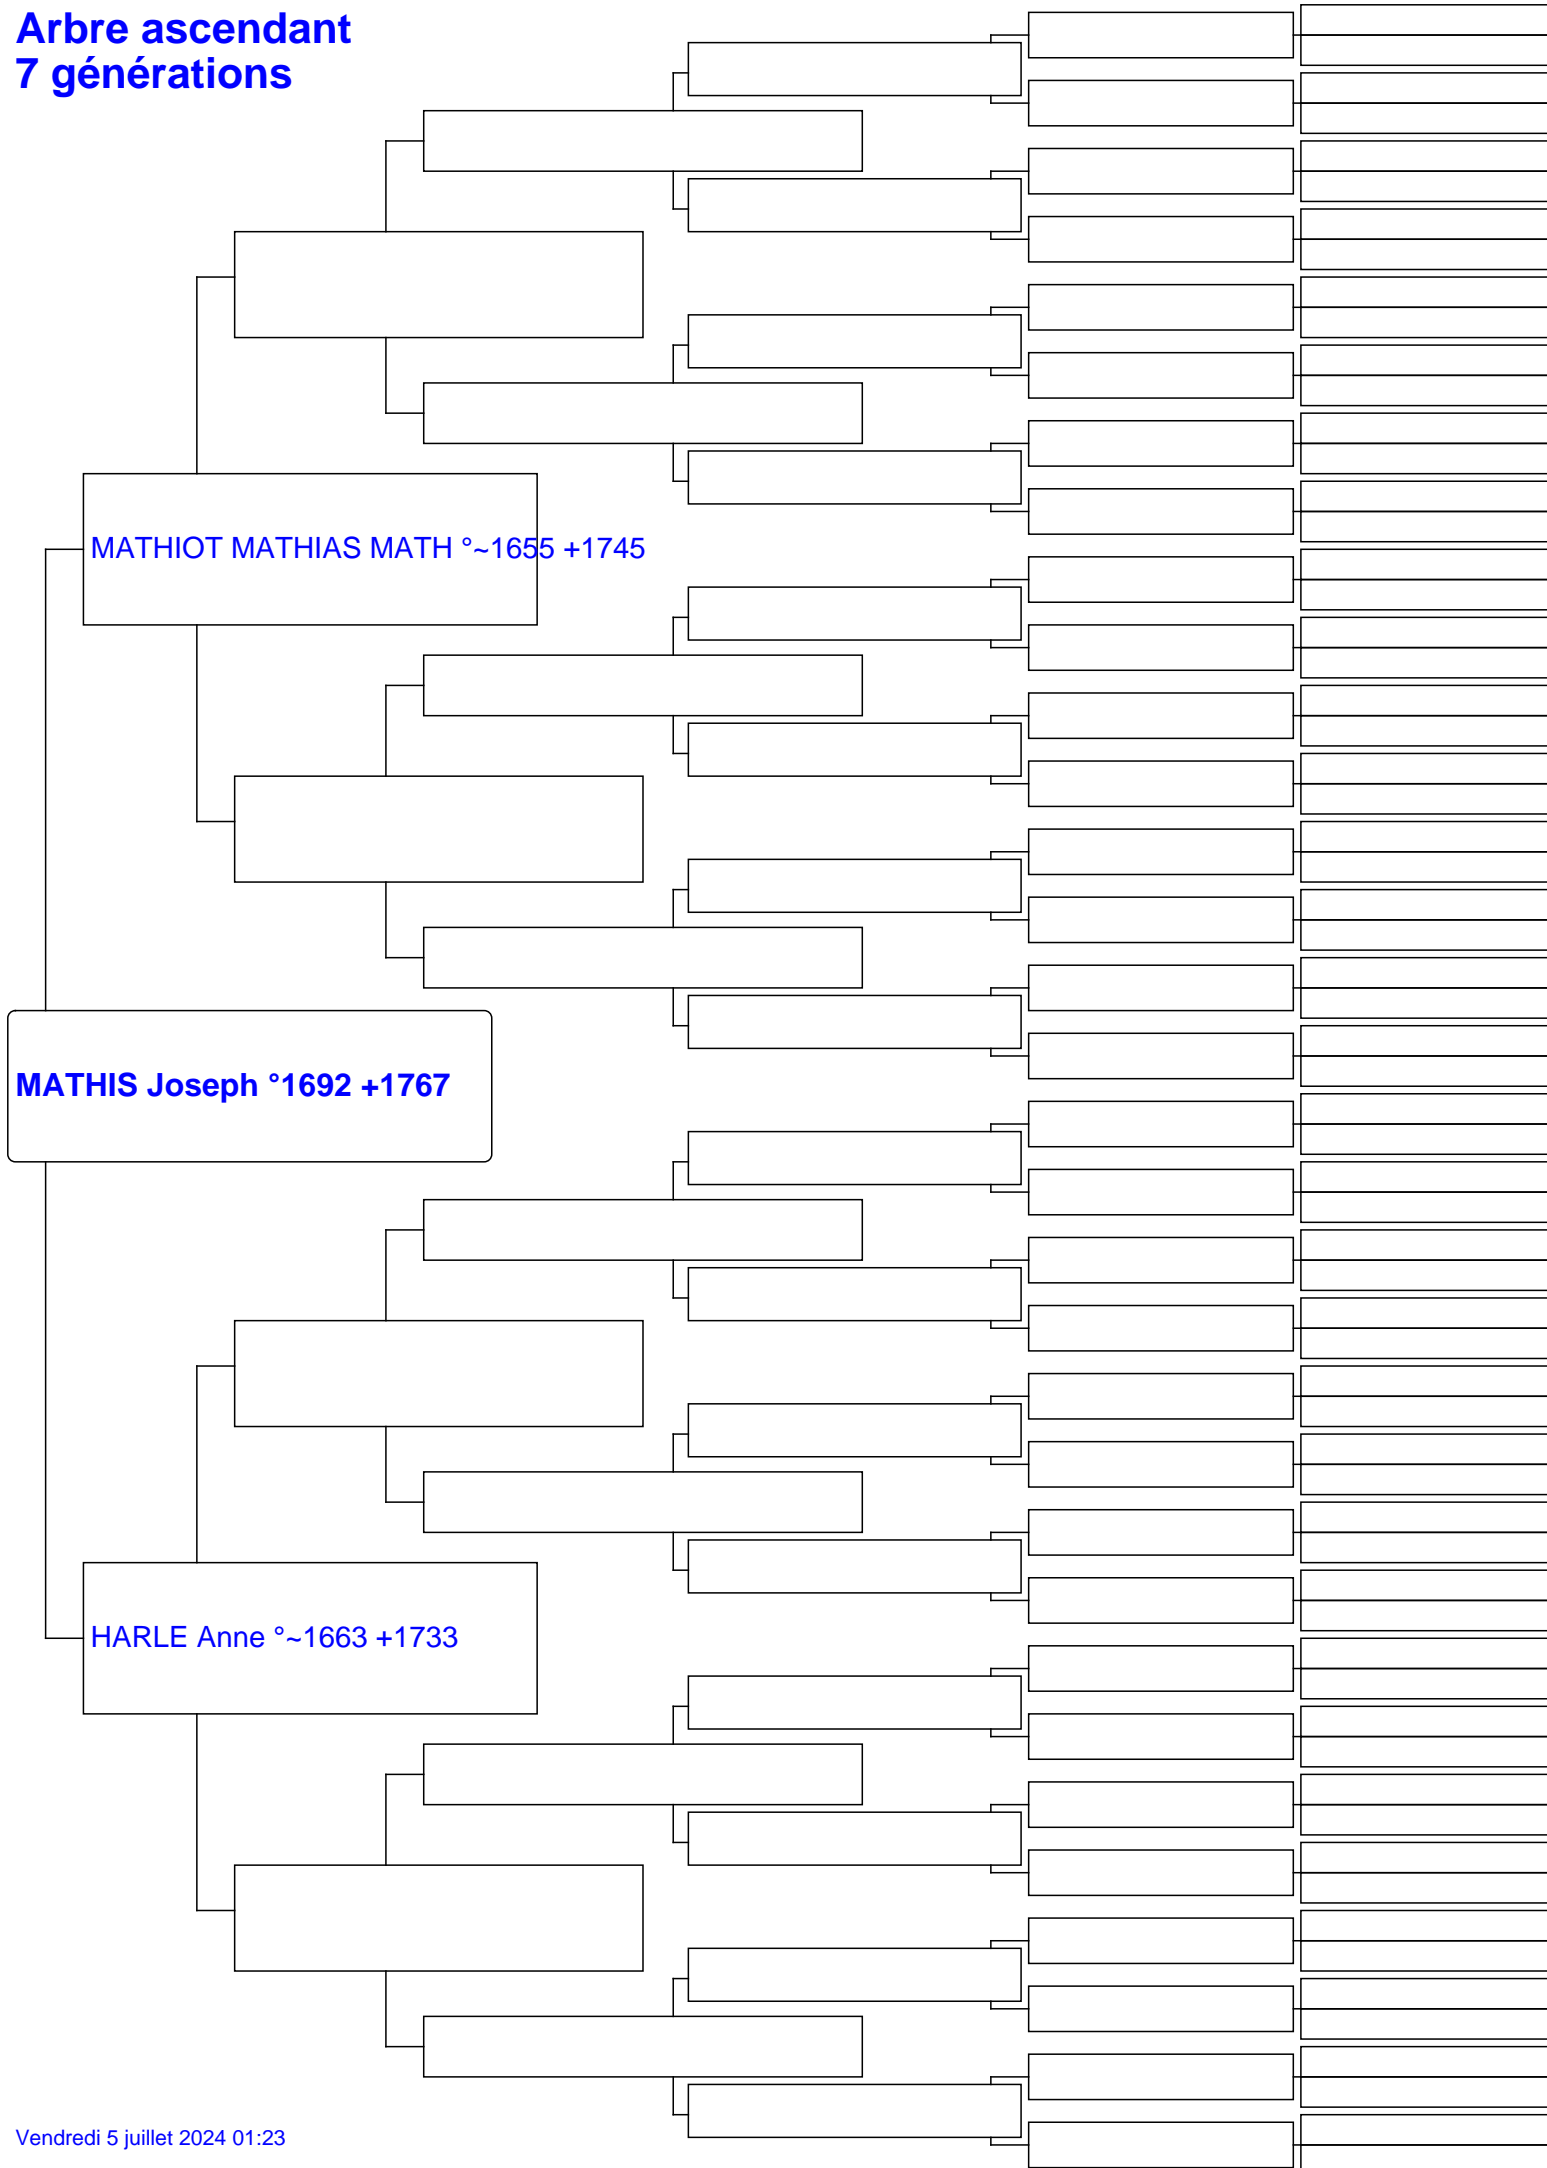 Arbre ascendant
7 générations
MATHIOT MATHIAS MATH °~1655 +1745
MATHIS Joseph °1692 +1767
HARLE Anne °~1663 +1733
Vendredi 5 juillet 2024 01:23